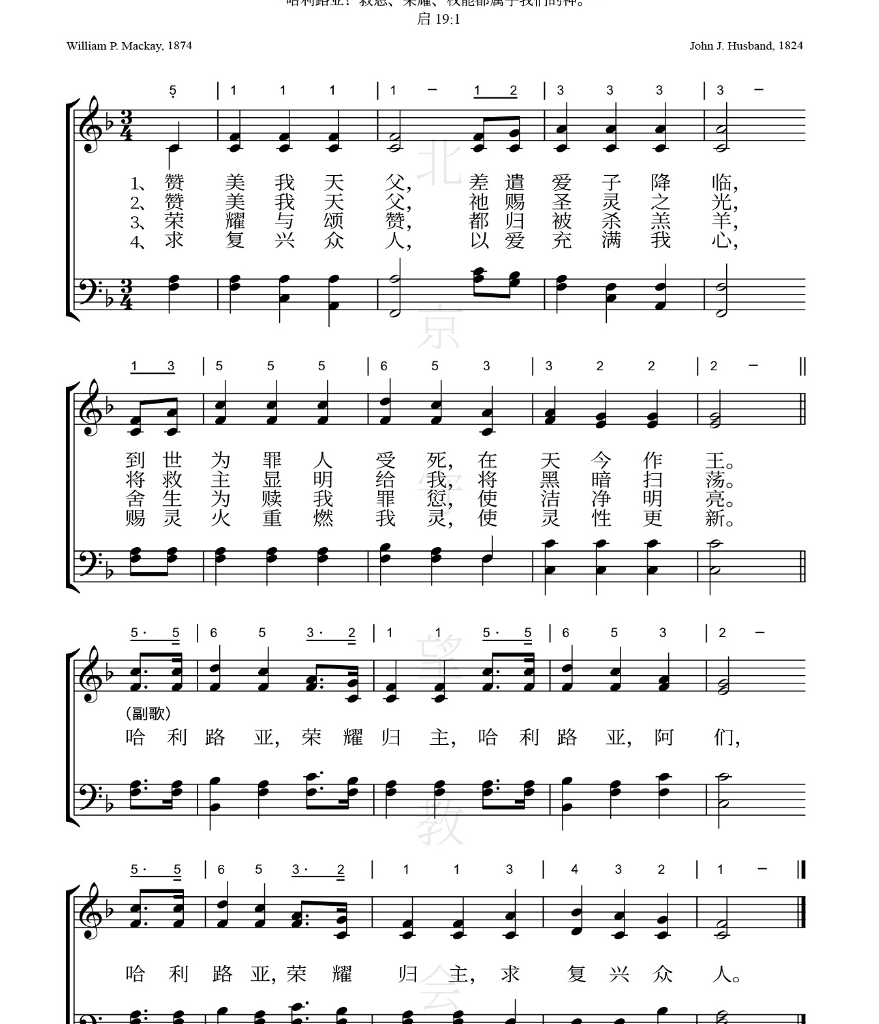 哈利路亚！救恩、荣耀、权能都属乎我们的神。
启 19:1
William P. Mackay, 1874 John J. Husband, 1824
5 1 1 1 1 – 1 2 3 3 3 3 –
1、赞 美 我 天 父， 差 遣 爱 子 降 临，
2、赞 美 我 天 父， 祂 赐 圣 灵 之 光，
3、荣 耀 与 颂 赞， 都 归 被 杀 羔 羊，
4、求 复 兴 众 人， 以 爱 充 满 我 心，
1 3 5 5 5 6 5 3 3 2 2 2 –
到 世 为 罪 人 受 死，在 天 今 作 王。
将 救 主 显 明 给 我，将 黑 暗 扫 荡。
舍 生 为 赎 我 罪 愆，使 洁 净 明 亮。
赐 灵 火 重 燃 我 灵，使 灵 性 更 新。
5· 5 6 5 3· 2 1 1 5· 5 6 5 3 2 –
（副歌）
哈 利 路 亚，荣 耀 归 主，哈 利 路 亚，阿 们，
5· 5 6 5 3· 2 1 1 3 4 3 2 1 –
哈 利 路 亚，荣 耀 归 主，求 复 兴 众 人。
北京守望教会